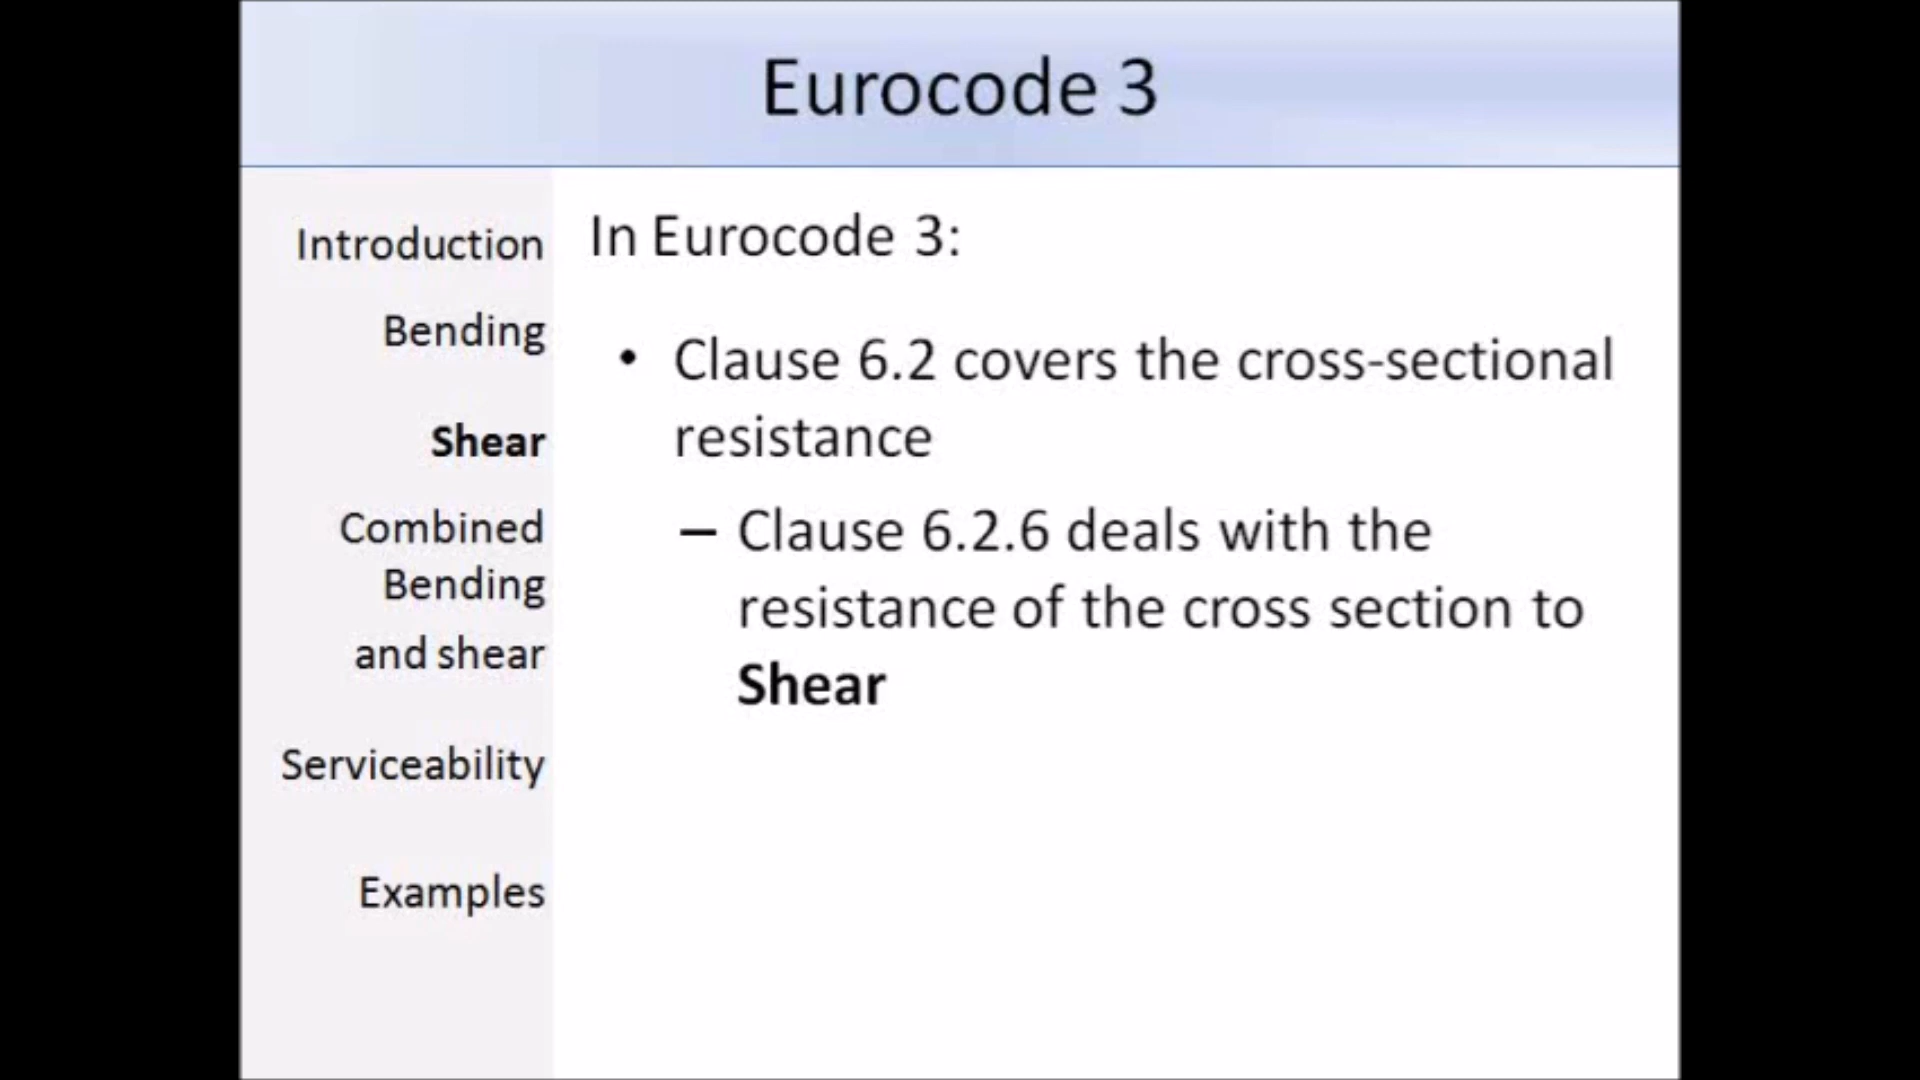 Eurocode 3
Introduction
Bending
Shear
Combined
Bending
and shear
Serviceability
Examples
In Eurocode 3:
• Clause 6.2 covers the cross-sectional
resistance
– Clause 6.2.6 deals with the
resistance of the cross section to
Shear